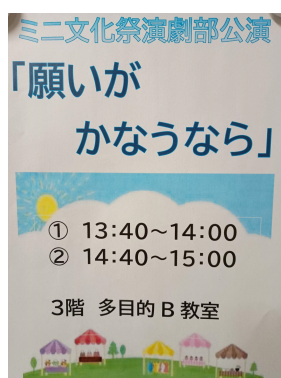 ミニ文化祭演劇部公演
「願いが
かなうなら」
① 13:40～14:00
② 14:40～15:00
3階 多目的B教室